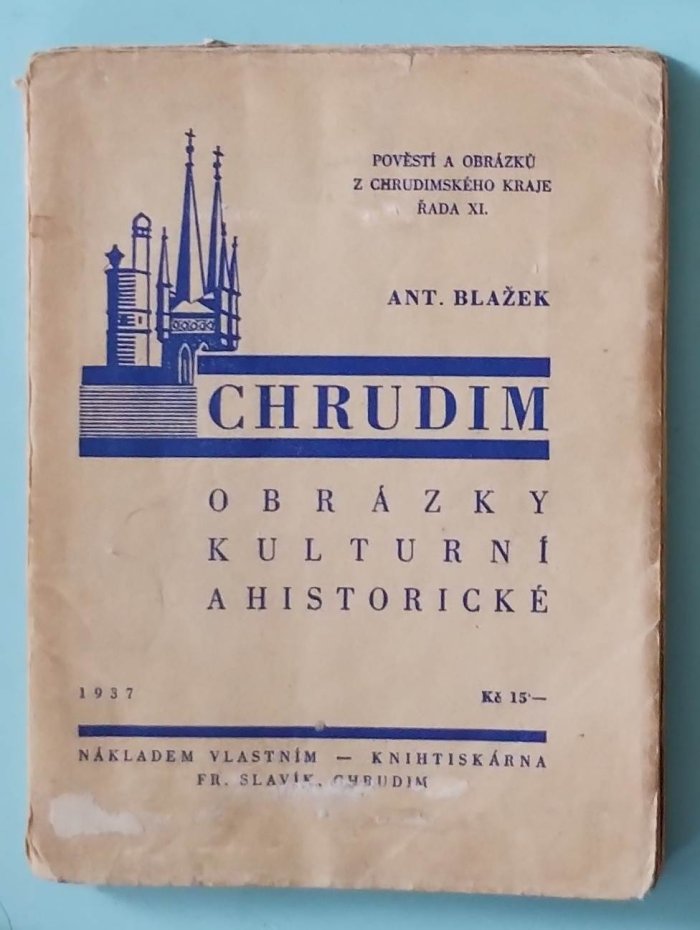 POVĚSTÍ A OBRÁZKŮ
Z CHRUDIMSKÉHO KRAJE
ŘADA XI.
ANT. BLAŽEK
CHRUDIM
OBRÁZKY
KULTURNÍ
A HISTORICKÉ
1937
Kč 15·—
NÁKLADEM VLASTNÍM — KNIHTISKÁRNA
FR. SLAVÍK, CHRUDIM